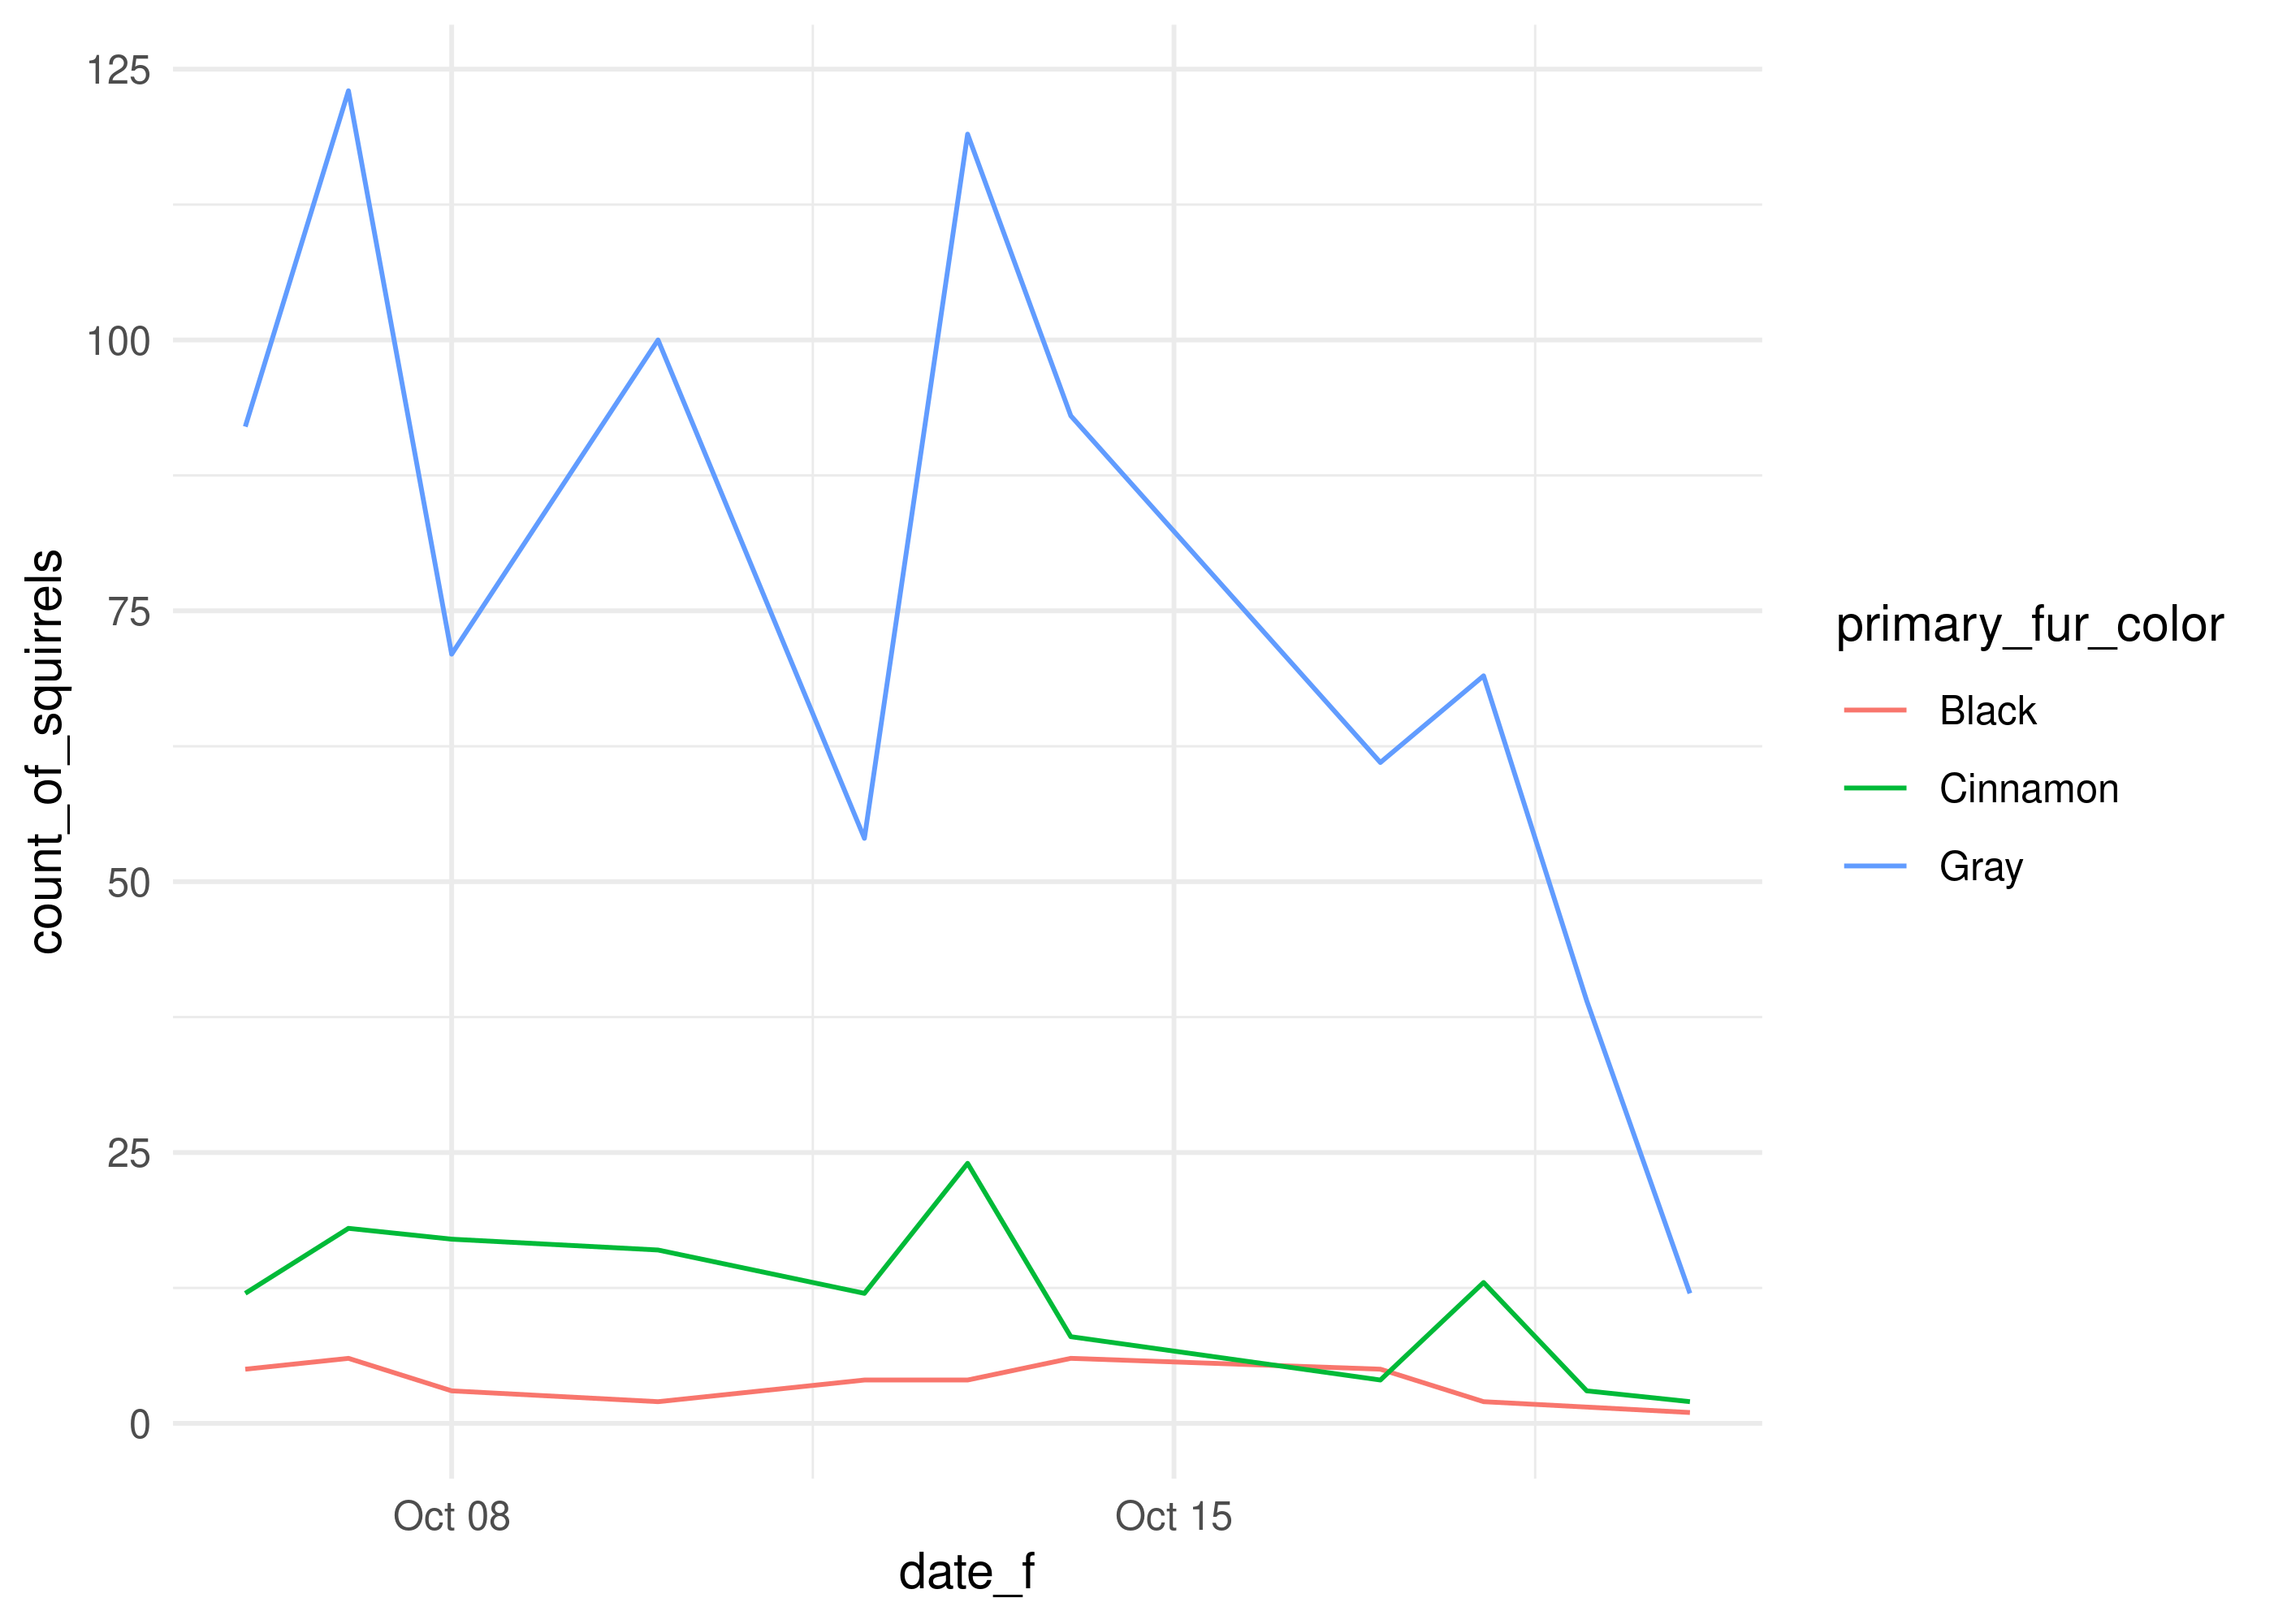 125
100
75
50
25
0
count_of_squirrels
Oct 08
Oct 15
date_f
primary_fur_color
Black
Cinnamon
Gray